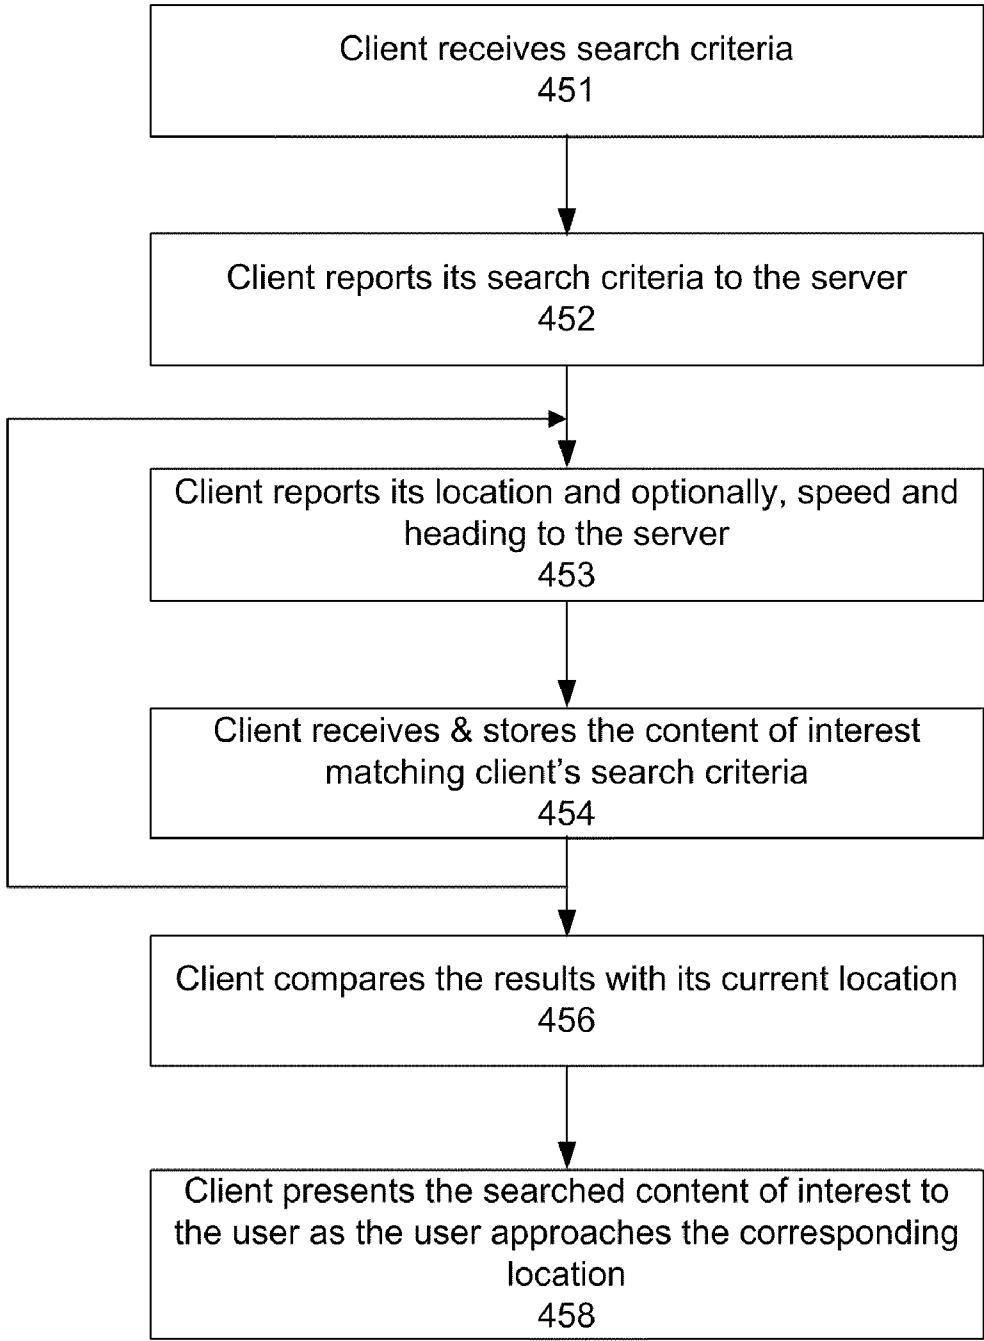 Client receives search criteria
451
Client reports its search criteria to the server
452
Client reports its location and optionally, speed and
heading to the server
453
Client receives & stores the content of interest
matching client's search criteria
454
Client compares the results with its current location
456
Client presents the searched content of interest to
the user as the user approaches the corresponding
location
458